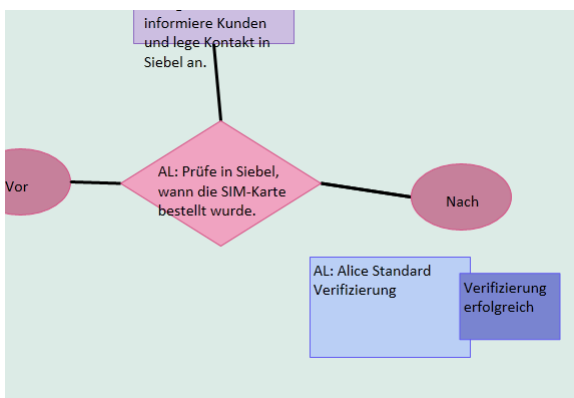 informiere Kunden
und lege Kontakt in
Siebel an.
AL: Prüfe in Siebel,
wann die SIM-Karte
bestellt wurde.
Vor
Nach
AL: Alice Standard
Verifizierung
Verifizierung
erfolgreich